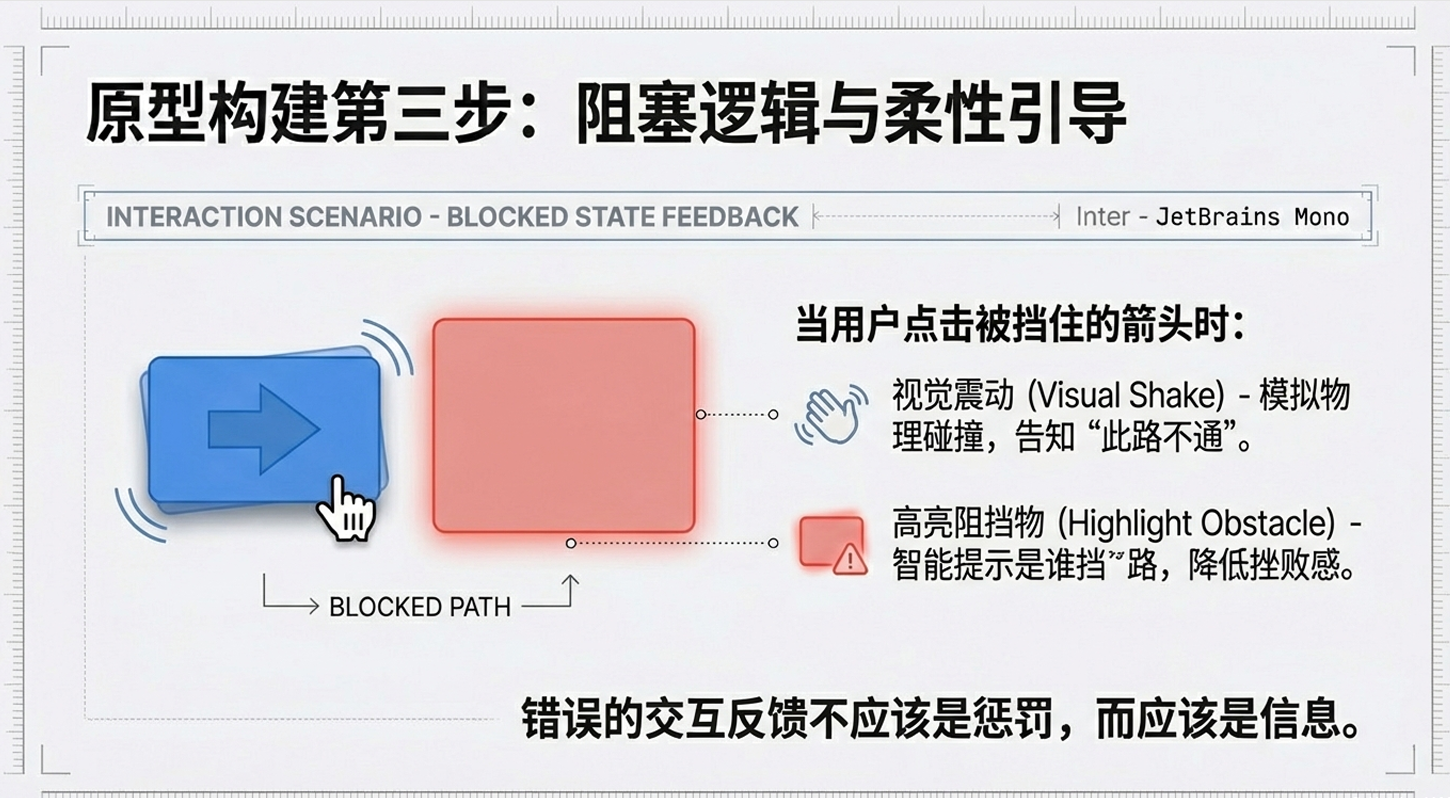 原型构建第三步：阻塞逻辑与柔性引导
INTERACTION SCENARIO - BLOCKED STATE FEEDBACK
Inter - JetBrains Mono
当用户点击被挡住的箭头时：
视觉震动 (Visual Shake) - 模拟物
理碰撞，告知“此路不通”。
高亮阻挡物 (Highlight Obstacle) -
智能提示是谁挡路，降低挫败感。
BLOCKED PATH
错误的交互反馈不应该是惩罚，而应该是信息。